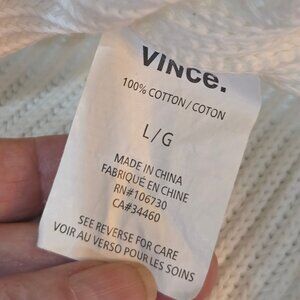 VINCe.
100% COTTON/COTON
L/G
MADE IN CHINA
FABRIQUÉ EN CHINE
RN#106730
CA#34460
SEE REVERSE FOR CARE
VOIR AU VERSO POUR LES SOINS